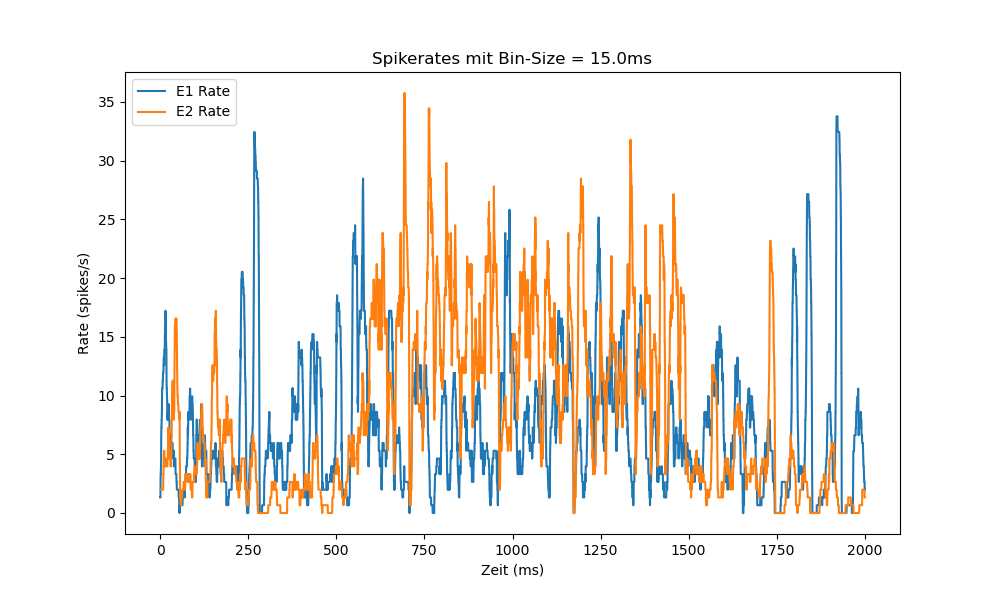 Spikerates mit Bin-Size = 15.0ms
E1 Rate
E2 Rate
35
30
25
20
15
10
5
0
Rate (spikes/s)
0 250 500 750 1000 1250 1500 1750 2000
Zeit (ms)